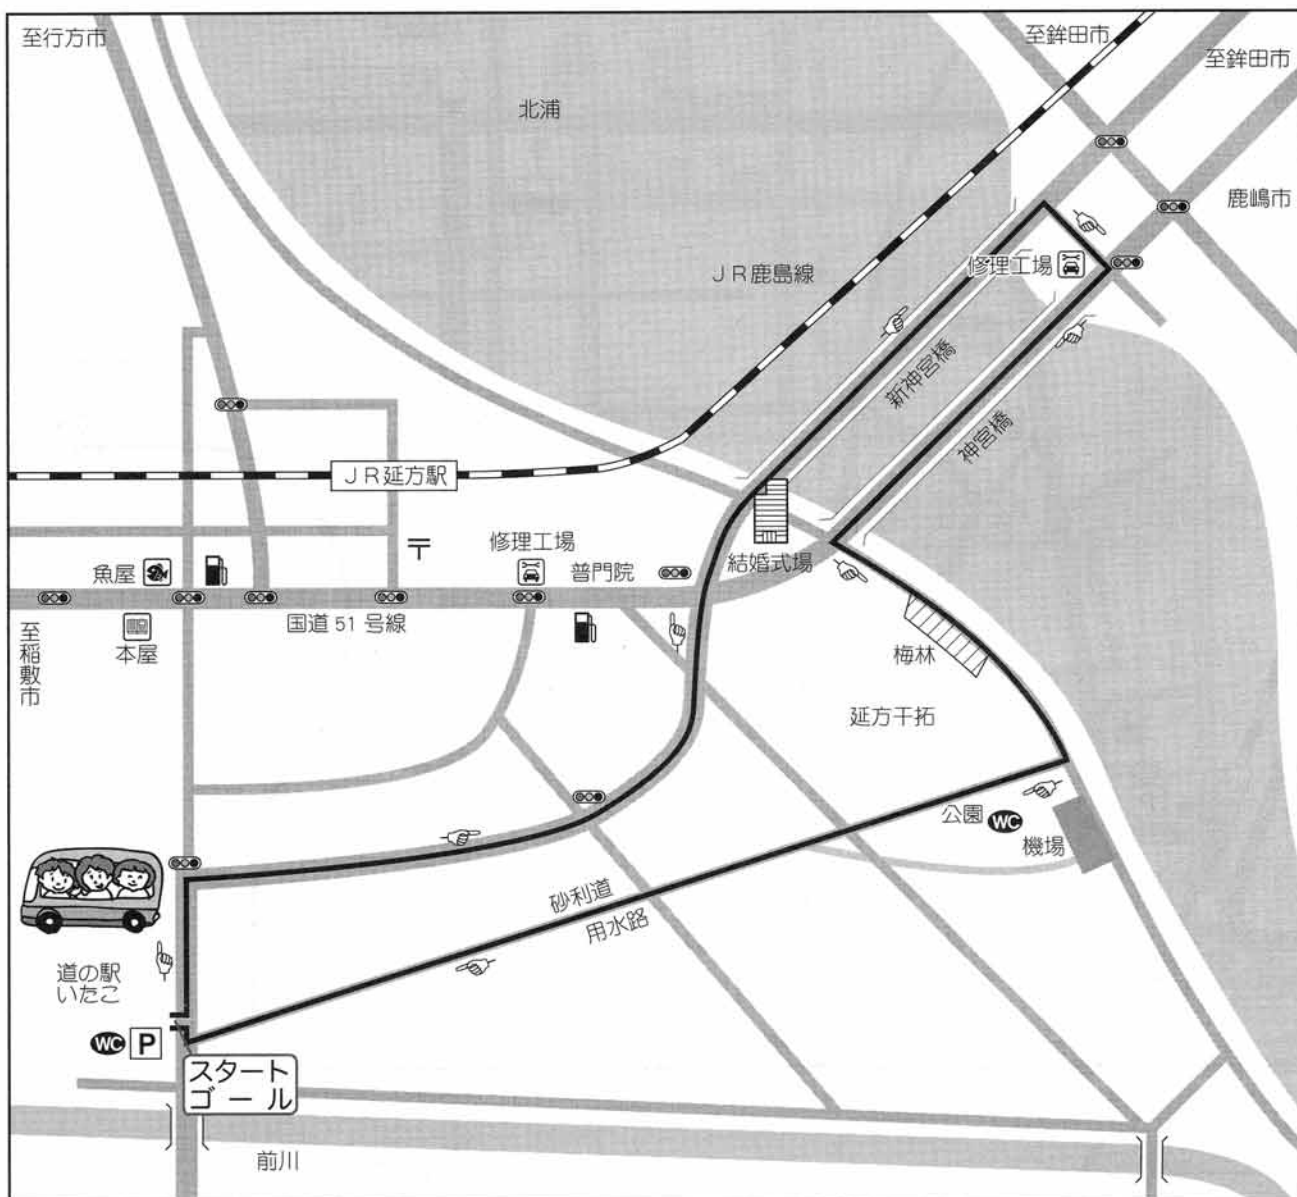 至行方市
至鉾田市
至鉾田市
北浦
鹿嶋市
JR鹿島線
修理工場
新神宮橋
神宮橋
JR延方駅
〒
修理工場
魚屋
普門院
結婚式場
国道51号線
本屋
至稲敷市
梅林
延方干拓
公園
WC
機場
砂利道
用水路
道の駅
いたこ
WC
P
スタート
ゴール
前川